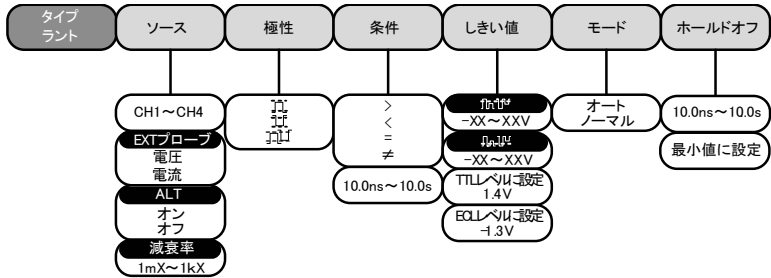 タイプ
ラント
ソース
極性
条件
しきい値
モード
ホールドオフ
CH1～CH4
EXTプローブ
電圧
電流
ALT
オン
オフ
減衰率
1mX～1kX
>
<
=
≠
10.0ns～10.0s
-XX～XXV
-XX～XXV
TTLレベルに設定
1.4V
ECLレベルに設定
-1.3V
オート
ノーマル
10.0ns～10.0s
最小値に設定